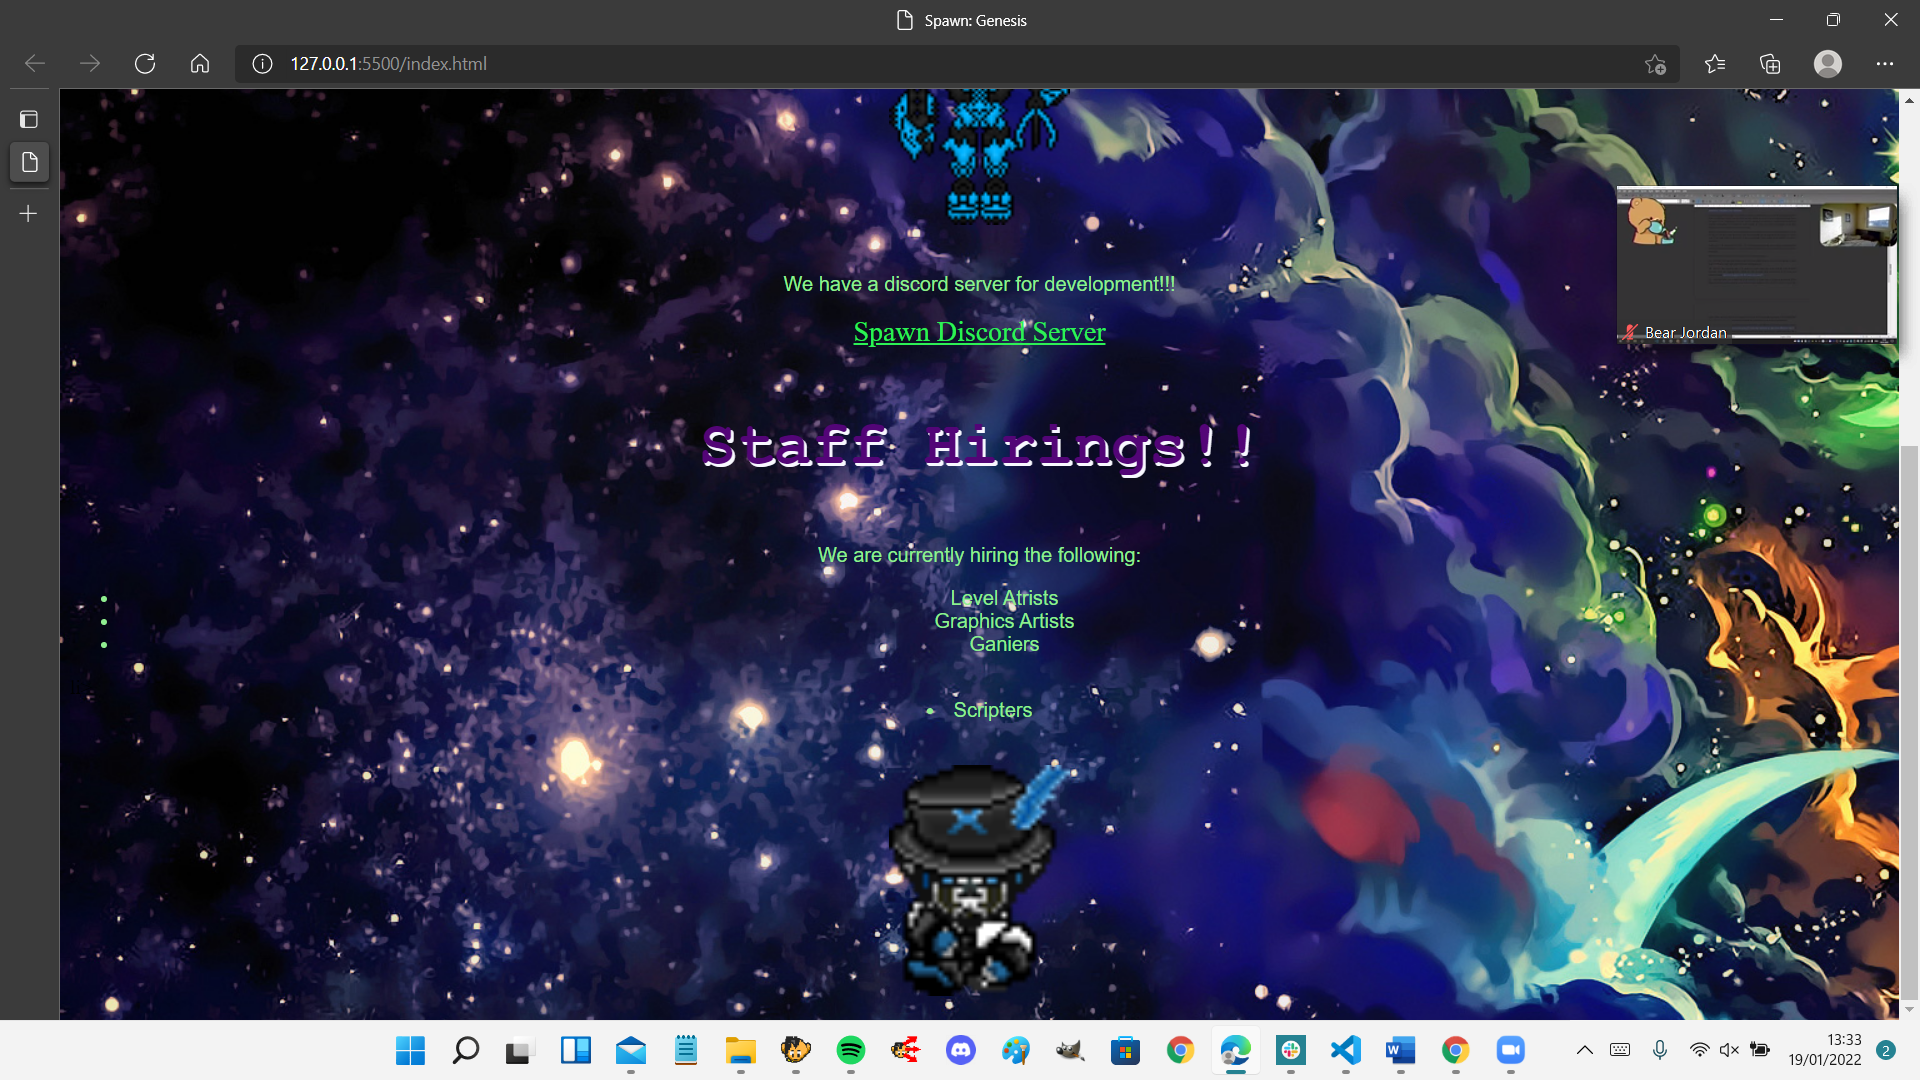 Spawn: Genesis
127.0.0.1:5500/index.html
We have a discord server for development!!!
Spawn Discord Server
Bear Jordan
Staff Hirings!!
We are currently hiring the following:
Level Atrists
Graphics Artists
Ganiers
Scripters
13:33
19/01/2022
2